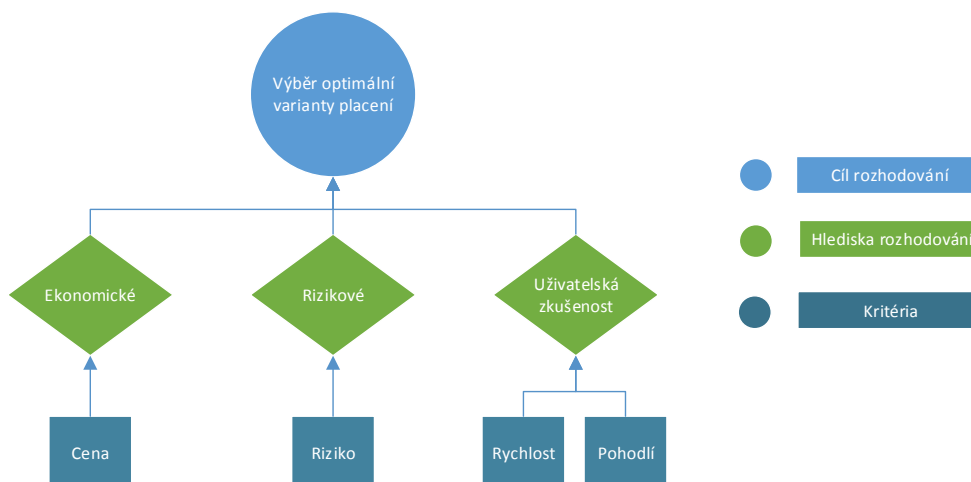 Výběr optimální
varianty placení
Cíl rozhodování
Hlediska rozhodování
Ekonomické
Rizikové
Uživatelská
zkušenost
Kritéria
Cena
Riziko
Rychlost
Pohodlí